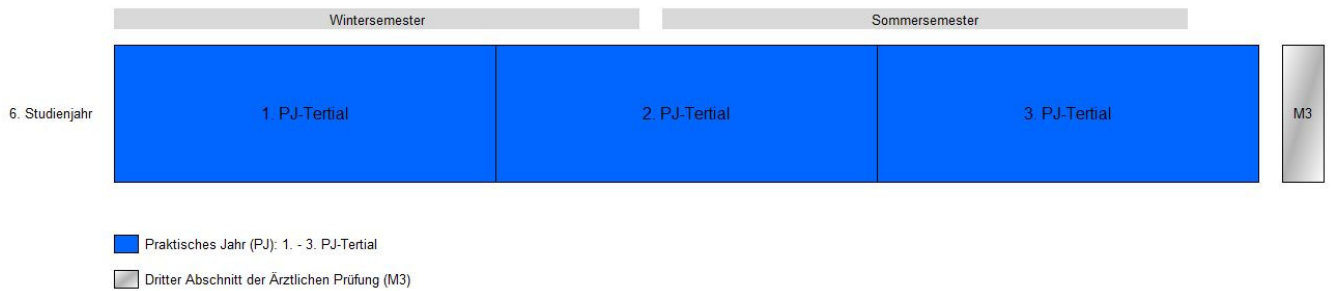 Wintersemester
Sommersemester
6. Studienjahr
1. PJ-Tertial
2. PJ-Tertial
3. PJ-Tertial
M3
Praktisches Jahr (PJ): 1. - 3. PJ-Tertial
Dritter Abschnitt der Ärztlichen Prüfung (M3)